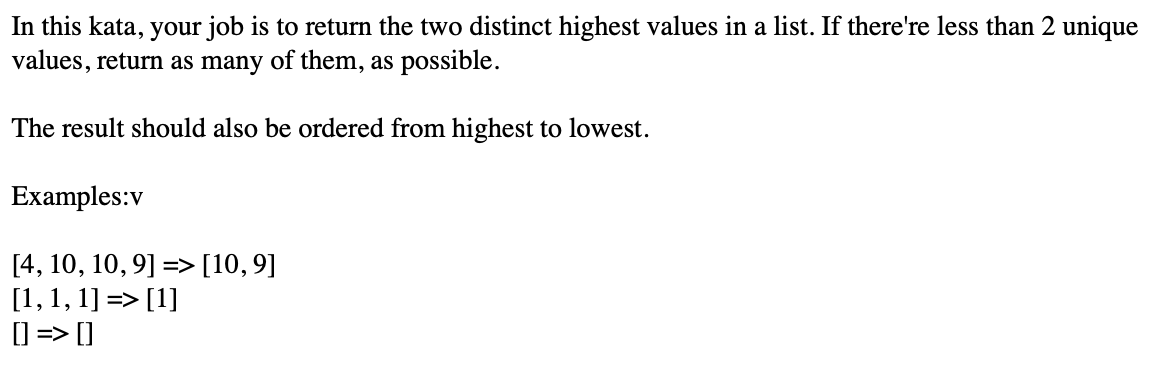 In this kata, your job is to return the two distinct highest values in a list. If there're less than 2 unique
values, return as many of them, as possible.
The result should also be ordered from highest to lowest.
Examples:v
[4, 10, 10, 9] => [10, 9]
[1, 1, 1] => [1]
[] => []